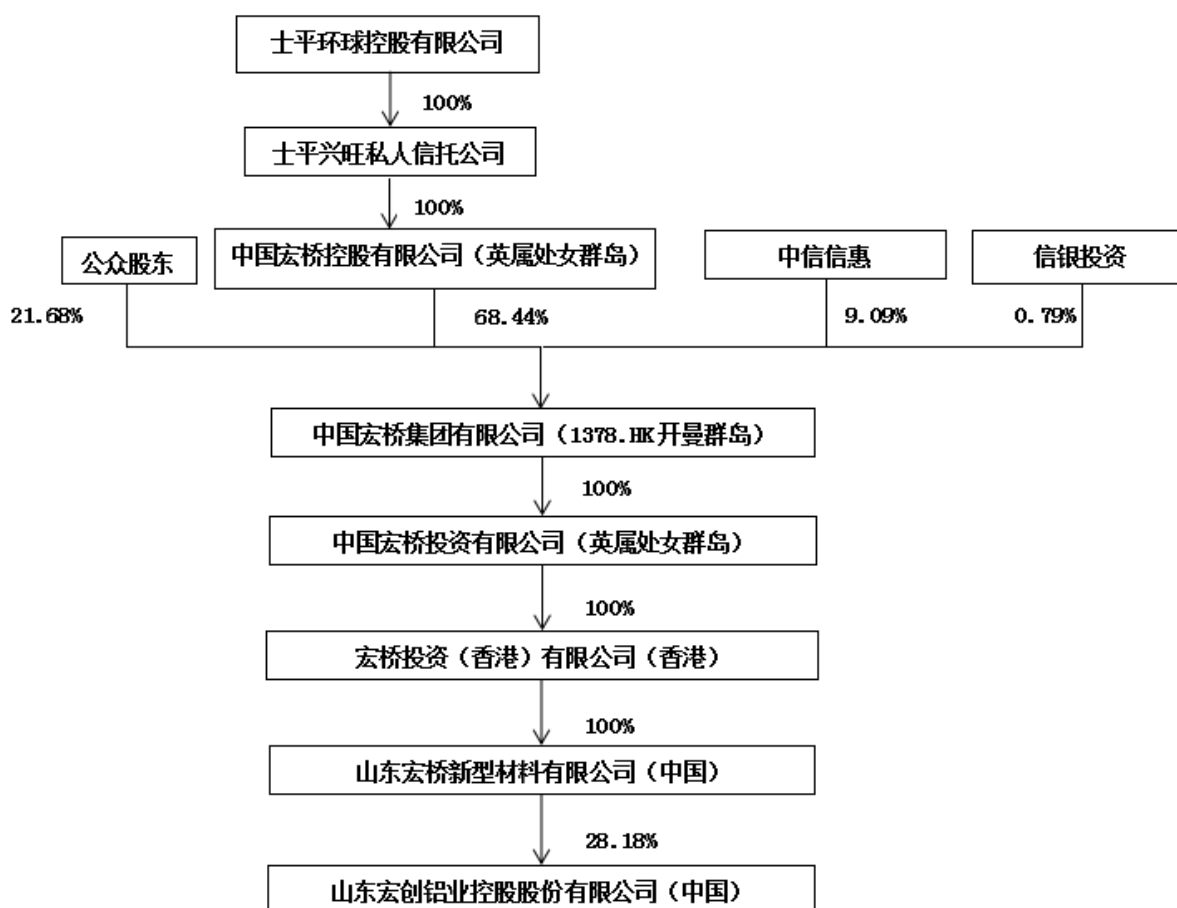 士平环球控股有限公司
100%
士平兴旺私人信托公司
100%
公众股东
中国宏桥控股有限公司（英属处女群岛）
中信信惠
信银投资
21.68%
68.44%
9.09%
0.79%
中国宏桥集团有限公司（1378.HK开曼群岛）
100%
中国宏桥投资有限公司（英属处女群岛）
100%
宏桥投资（香港）有限公司（香港）
100%
山东宏桥新型材料有限公司（中国）
28.18%
山东宏创铝业控股股份有限公司（中国）